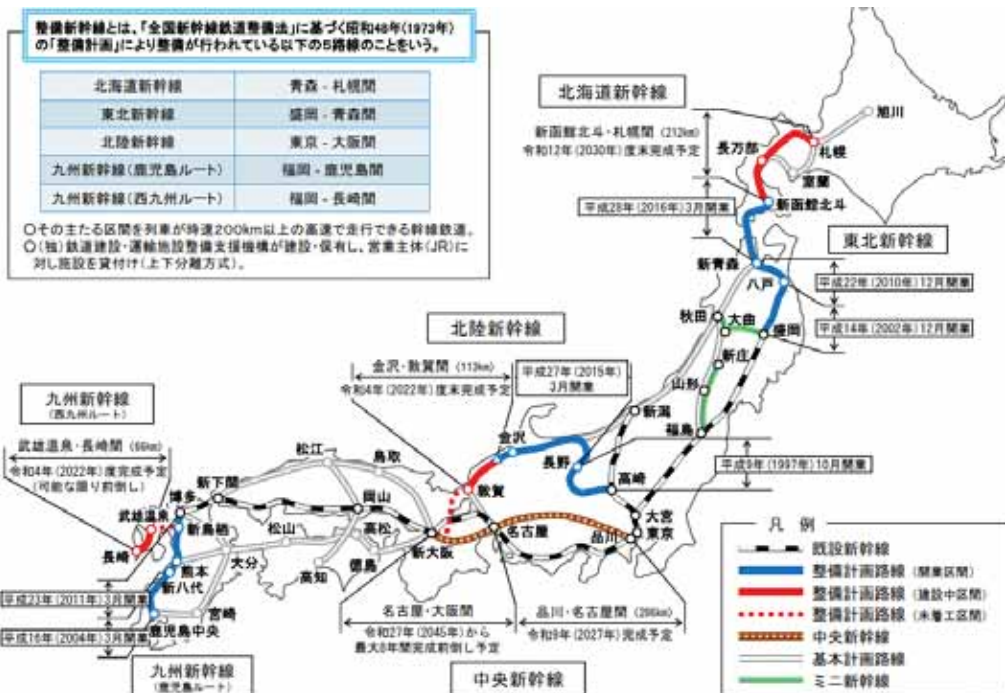 整備新幹線とは、「全国新幹線鉄道整備法」に基づく昭和48年(1973年)
の「整備計画」により整備が行われている以下の5路線のことをいう。
北海道新幹線 青森 - 札幌間
東北新幹線 盛岡 - 青森間
北陸新幹線 東京 - 大阪間
九州新幹線(鹿児島ルート) 福岡 - 鹿児島間
九州新幹線(西九州ルート) 福岡 - 長崎間
○その主たる区間を列車が時速200km以上の高速で走行できる幹線鉄道。
○(独)鉄道建設・運輸施設整備支援機構が建設・保有し、営業主体(JR)に
対し施設を貸付け(上下分離方式)。
北海道新幹線
新函館北斗・札幌間 (212km)
令和12年(2030年)度末完成予定
旭川
札幌
長万部
室蘭
平成28年(2016年)3月開業
新函館北斗
東北新幹線
新青森
八戸
平成22年(2010年)12月開業
秋田
大曲
盛岡
平成14年(2002年)12月開業
新庄
山形
北陸新幹線
金沢・敦賀間 (113km)
令和4年(2022年)度末完成予定
平成27年(2015年)
3月開業
新潟
福島
金沢
長野
高崎
平成9年(1997年)10月開業
敦賀
大宮
東京
品川
名古屋
九州新幹線
(西九州ルート)
武雄温泉・長崎間 (66km)
令和4年(2022年)度完成予定
(可能な限り前倒し)
松江
鳥取
新下関
博多
岡山
武雄温泉
新鳥栖
松山
高松
新大阪
長崎
大分
熊本
新八代
高知
徳島
平成23年(2011年)3月開業
宮崎
鹿児島中央
平成16年(2004年)3月開業
九州新幹線
(鹿児島ルート)
名古屋・大阪間
令和27年(2045年)から
最大8年間完成前倒し予定
品川・名古屋間 (286km)
令和9年(2027年)完成予定
中央新幹線
凡 例
既設新幹線
整備計画路線 (開業区間)
整備計画路線 (建設中区間)
整備計画路線 (未着工区間)
中央新幹線
基本計画路線
ミニ新幹線